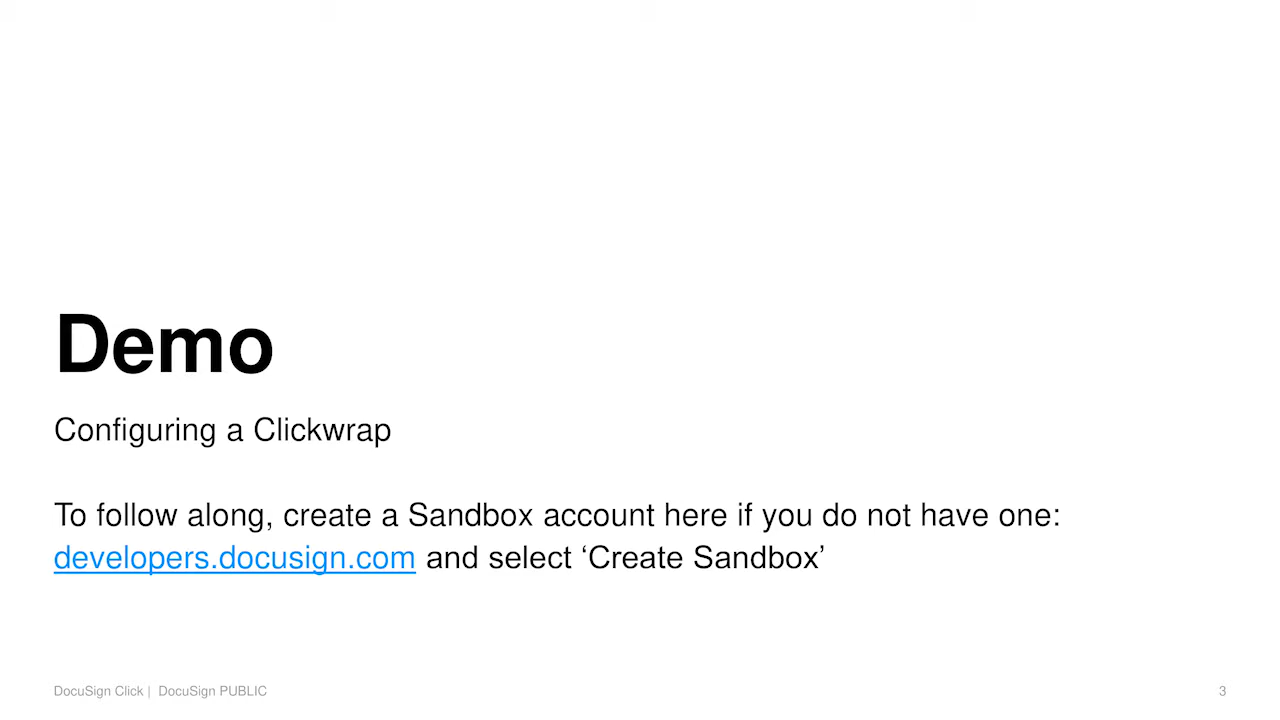 Demo
Configuring a Clickwrap
To follow along, create a Sandbox account here if you do not have one:
developers.docusign.com and select ‘Create Sandbox’
DocuSign Click | DocuSign PUBLIC
3